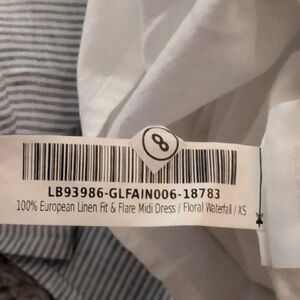 8
LB93986-GLFAIN006-18783
100% European Linen Fit & Flare Midi Dress / Floral Waterfall / XS